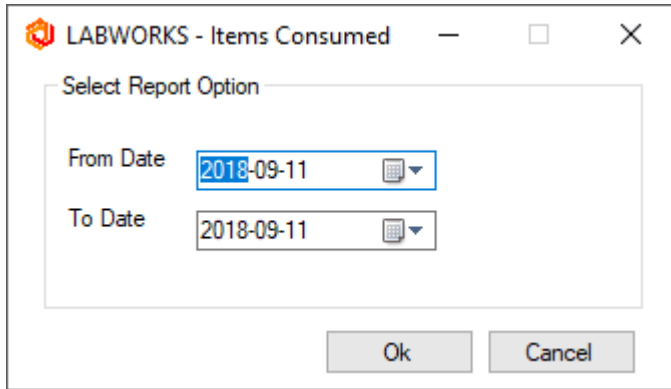 LABWORKS - Items Consumed
Select Report Option
From Date 2018-09-11
To Date 2018-09-11
Ok Cancel